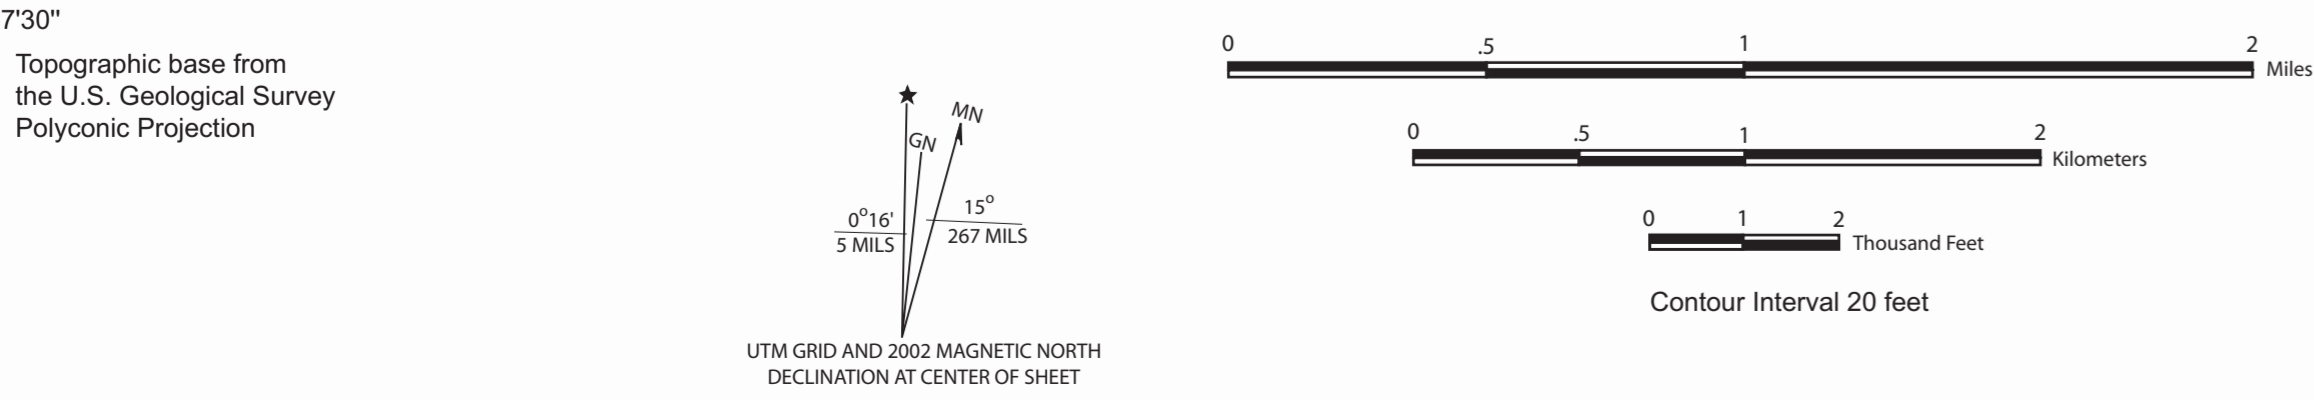 7'30"
Topographic base from
the U.S. Geological Survey
Polyconic Projection
MN
GN
0°16'
5 MILS
15°
267 MILS
UTM GRID AND 2002 MAGNETIC NORTH
DECLINATION AT CENTER OF SHEET
0 .5 1 2
Miles
0 .5 1 2
Kilometers
0 1 2
Thousand Feet
Contour Interval 20 feet